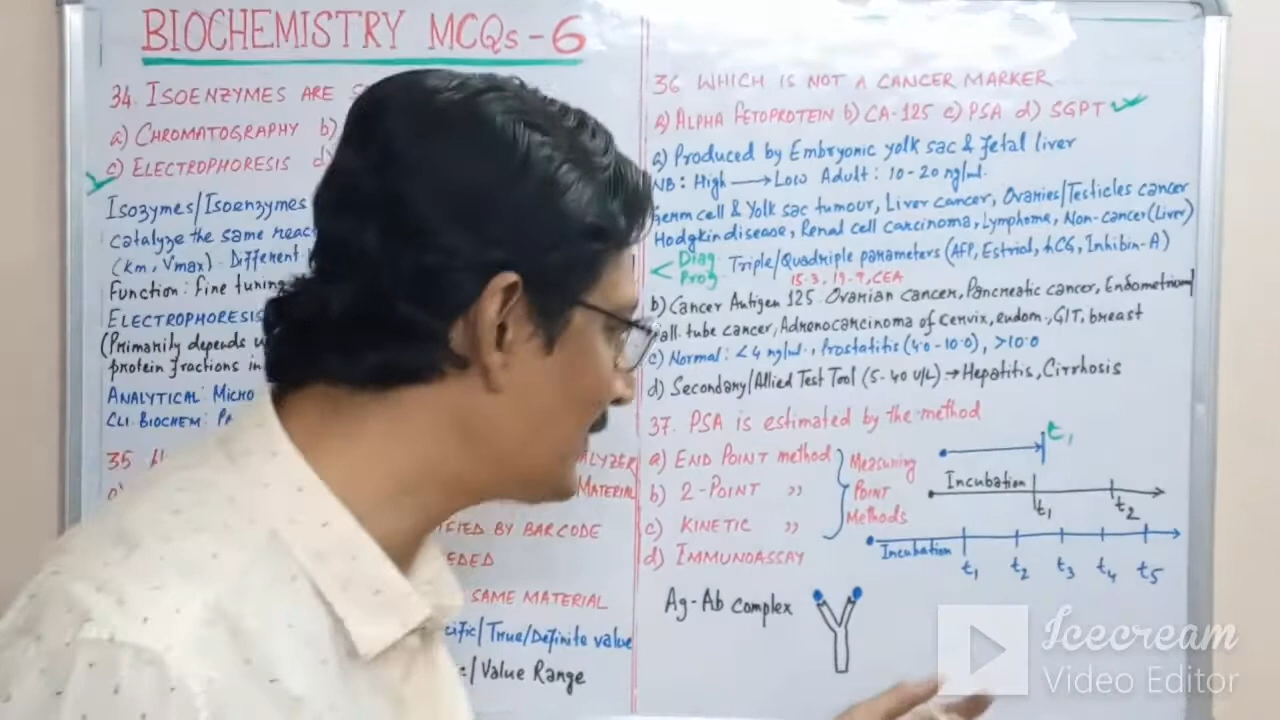 BIOCHEMISTRY MCQs - 6
34. ISOENZYMES ARE
a) CHROMATOGRAPHY b)
c) ELECTROPHORESIS
Isozymes/Isoenzymes
catalyze the same
(Km, Vmax). Different
Function: Fine tuning
ELECTROPHORESIS
(Primarily depends
protein fractions in
ANALYTICAL: MICRO
CLI. BIOCHEM:
35
MATERIAL
BY BARCODE
SAME MATERIAL
/True/Definite value
/Value Range
36 WHICH IS NOT A CANCER MARKER
a) ALPHA FETOPROTEIN b) CA-125 c) PSA d) SGPT
a) Produced by Embryonic yolk sac & Fetal liver
NB: High → Low Adult: 10-20 ng/ml.
Germ cell & Yolk sac tumour, Liver cancer, Ovaries/Testicles cancer
Hodgkin disease, Renal cell carcinoma, Lymphoma, Non-cancer (Liver)
< Diag Triple/Quadriple parameters (AFP, Estriol, hCG, Inhibin-A)
Prog 15-3, 19-9, CEA
b) Cancer Antigen 125. Ovarian cancer, Pancreatic cancer, Endometrium
Fall. tube cancer, Adrenocarcinoma of cervix, endom., GIT, breast
c) Normal: <4 ng/ml., Prostatitis (4.0-10.0), >10.0
d) Secondary/Allied Test Tool (5-40 U/L) → Hepatitis, Cirrhosis
37. PSA is estimated by the method
a) END POINT method
b) 2-POINT ,,
c) KINETIC ,,
d) IMMUNOASSAY
Measuring
POINT
Methods
t1
Incubation
t1 t2
Incubation
t1 t2 t3 t4 t5
Ag-Ab complex
Icecream
Video Editor